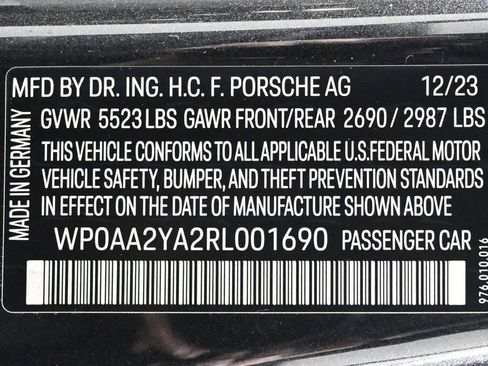 MFD BY DR. ING. H.C. F. PORSCHE AG 12/23
GVWR 5523 LBS GAWR FRONT/REAR 2690 / 2987 LBS
THIS VEHICLE CONFORMS TO ALL APPLICABLE U.S. FEDERAL MOTOR
VEHICLE SAFETY, BUMPER, AND THEFT PREVENTION STANDARDS
IN EFFECT ON THE DATE OF MANUFACTURE SHOWN ABOVE
WP0AA2YA2RL001690 PASSENGER CAR
MADE IN GERMANY
976.010.016